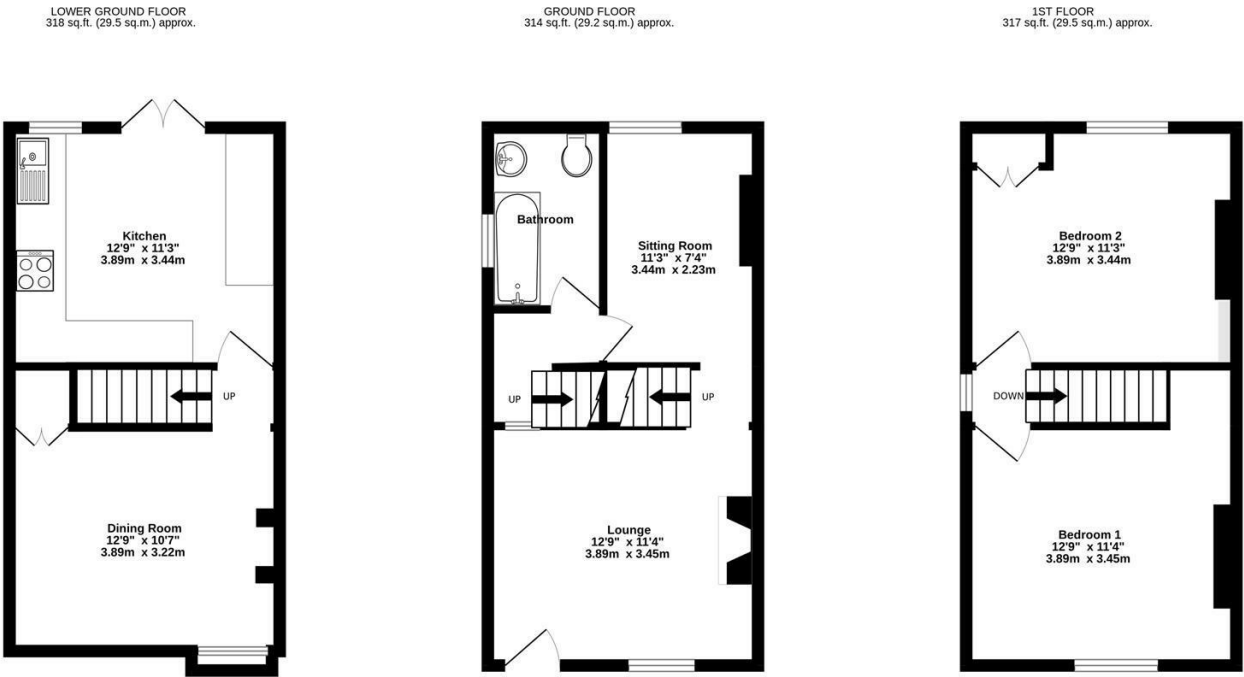 LOWER GROUND FLOOR
318 sq.ft. (29.5 sq.m.) approx.
Kitchen
12'9" x 11'3"
3.89m x 3.44m
UP
Dining Room
12'9" x 10'7"
3.89m x 3.22m
GROUND FLOOR
314 sq.ft. (29.2 sq.m.) approx.
Bathroom
Sitting Room
11'3" x 7'4"
3.44m x 2.23m
UP
UP
Lounge
12'9" x 11'4"
3.89m x 3.45m
1ST FLOOR
317 sq.ft. (29.5 sq.m.) approx.
Bedroom 2
12'9" x 11'3"
3.89m x 3.44m
DOWN
Bedroom 1
12'9" x 11'4"
3.89m x 3.45m